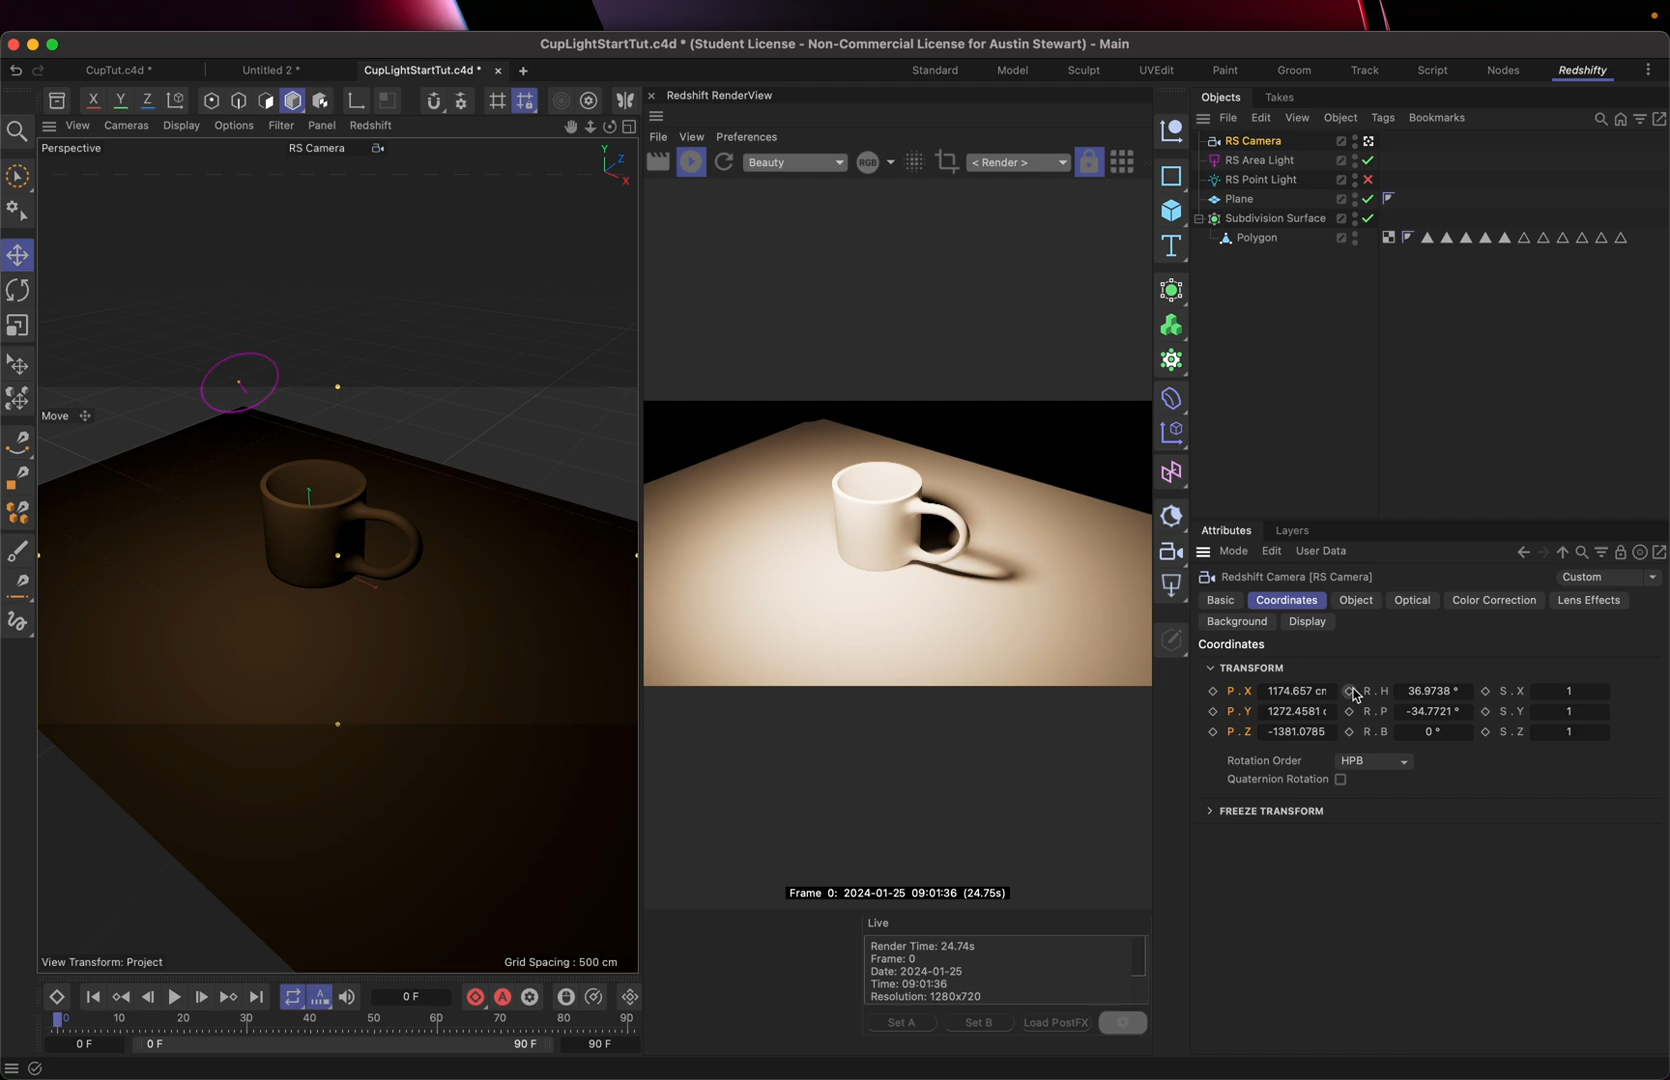 CupLightStartTut.c4d * (Student License - Non-Commercial License for Austin Stewart) - Main
CupTut.c4d * Untitled 2 * CupLightStartTut.c4d * × +
Standard Model Sculpt UVEdit Paint Groom Track Script Nodes Redshifty
X Y Z
View Cameras Display Options Filter Panel Redshift
Perspective RS Camera
Y
Z
X
Move
View Transform: Project Grid Spacing : 500 cm
Redshift RenderView
File View Preferences
Beauty RGB < Render >
Frame 0: 2024-01-25 09:01:36 (24.75s)
Live
Render Time: 24.74s
Frame: 0
Date: 2024-01-25
Time: 09:01:36
Resolution: 1280x720
Set A Set B Load PostFX
T
Objects Takes
File Edit View Object Tags Bookmarks
RS Camera
RS Area Light
RS Point Light
Plane
Subdivision Surface
Polygon
Attributes Layers
Mode Edit User Data
Redshift Camera [RS Camera] Custom
Basic Coordinates Object Optical Color Correction Lens Effects
Background Display
Coordinates
TRANSFORM
P . X 1174.657 cm R . H 36.9738 ° S . X 1
P . Y 1272.4581 c R . P -34.7721 ° S . Y 1
P . Z -1381.0785 R . B 0 ° S . Z 1
Rotation Order HPB
Quaternion Rotation
FREEZE TRANSFORM
A A 0 F
0 10 20 30 40 50 60 70 80 90
0 F 0 F 90 F 90 F